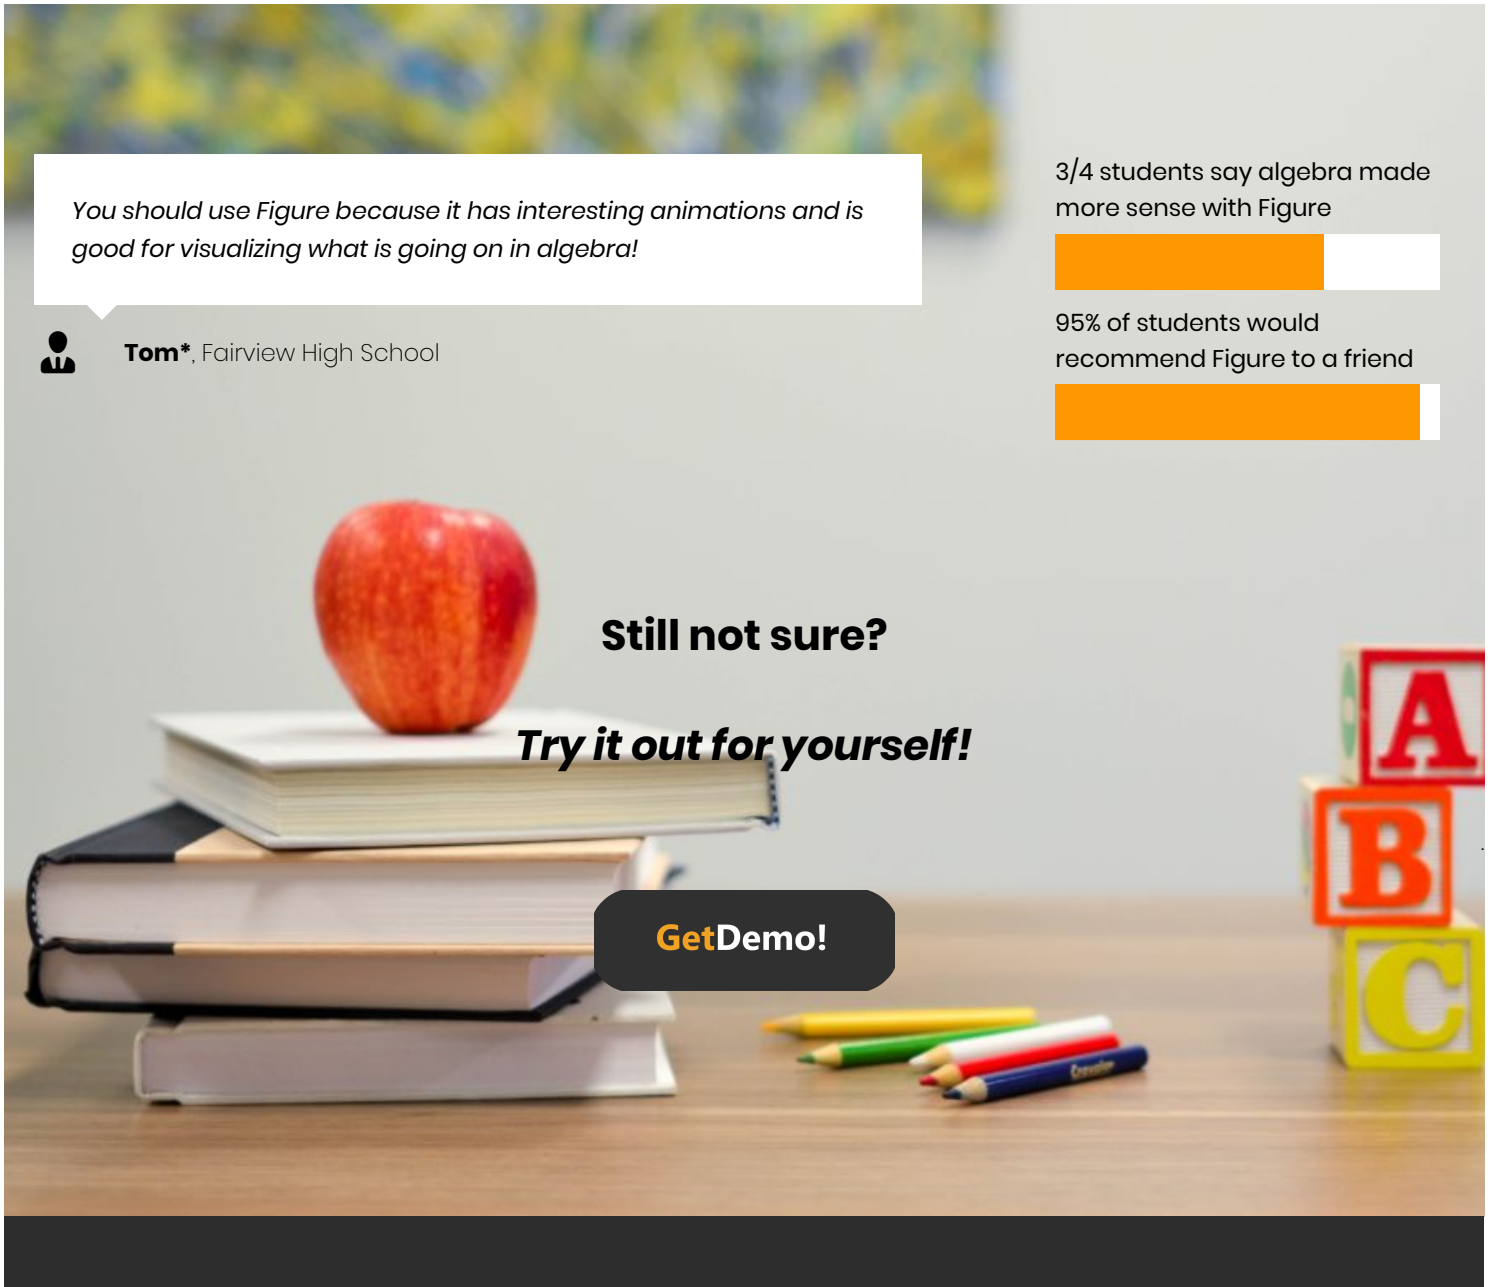 You should use Figure because it has interesting animations and is
good for visualizing what is going on in algebra!
Tom*, Fairview High School
3/4 students say algebra made
more sense with Figure
95% of students would
recommend Figure to a friend
Still not sure?
Try it out for yourself!
GetDemo!
A
B
C